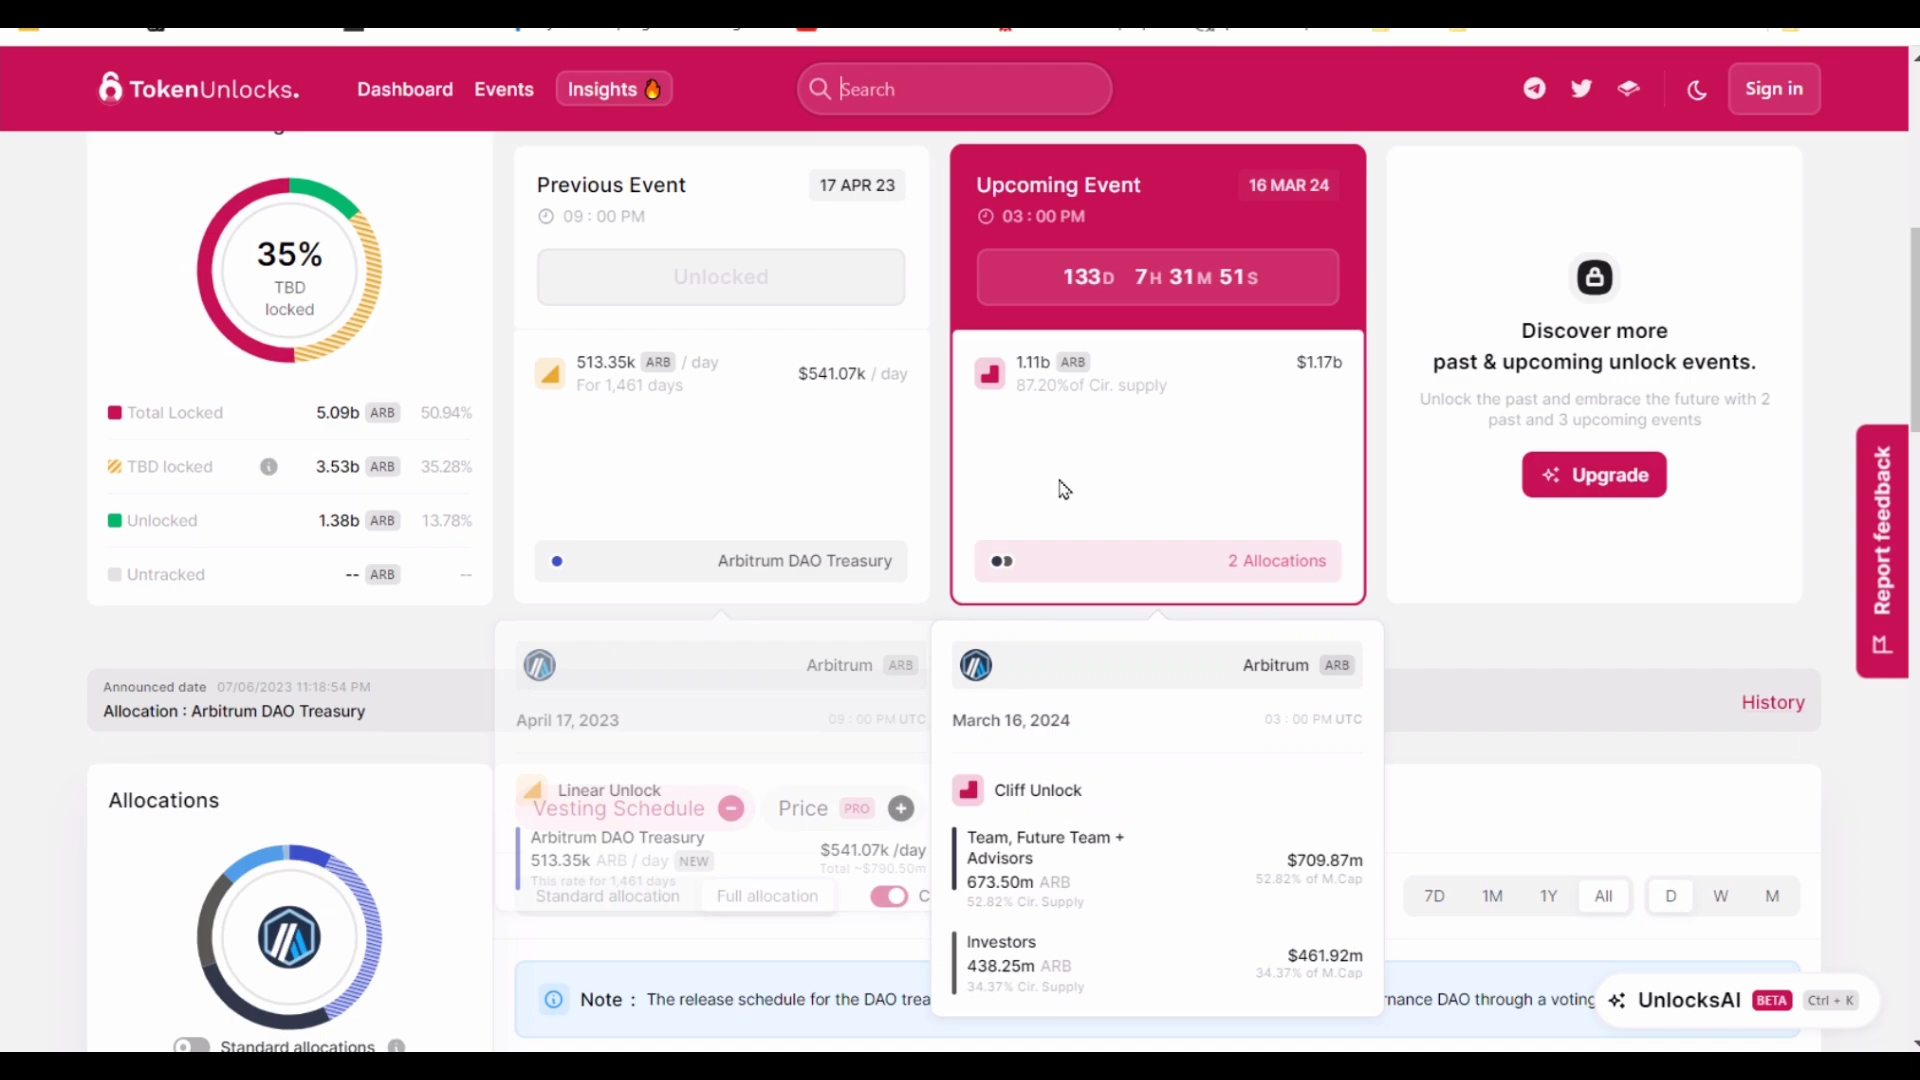 TokenUnlocks.
Dashboard
Events
Insights
Search
Sign in
35%
TBD
locked
Total Locked 5.09b ARB 50.94%
TBD locked 3.53b ARB 35.28%
Unlocked 1.38b ARB 13.78%
Untracked -- ARB --
Previous Event 17 APR 23
09 : 00 PM
Unlocked
513.35k ARB / day $541.07k / day
For 1,461 days
Arbitrum DAO Treasury
Upcoming Event 16 MAR 24
03 : 00 PM
133D 7H 31M 51S
1.11b ARB $1.17b
87.20%of Cir. supply
2 Allocations
Discover more
past & upcoming unlock events.
Unlock the past and embrace the future with 2
past and 3 upcoming events
Upgrade
Report feedback
Announced date 07/06/2023 11:18:54 PM
Allocation : Arbitrum DAO Treasury
History
Arbitrum ARB
April 17, 2023 09 : 00 PM UTC
Linear Unlock
Vesting Schedule
Price PRO
Arbitrum DAO Treasury
513.35k ARB / day NEW $541.07k /day
Total ~$790.50m
This rate for 1,461 days
Standard allocation
Full allocation
C
Arbitrum ARB
March 16, 2024 03 : 00 PM UTC
Cliff Unlock
Team, Future Team +
Advisors
673.50m ARB $709.87m
52.82% Cir. Supply 52.82% of M.Cap
Investors
438.25m ARB $461.92m
34.37% Cir. Supply 34.37% of M.Cap
7D 1M 1Y All D W M
Allocations
Standard allocations
Note : The release schedule for the DAO trea
nance DAO through a voting
UnlocksAI BETA Ctrl + K